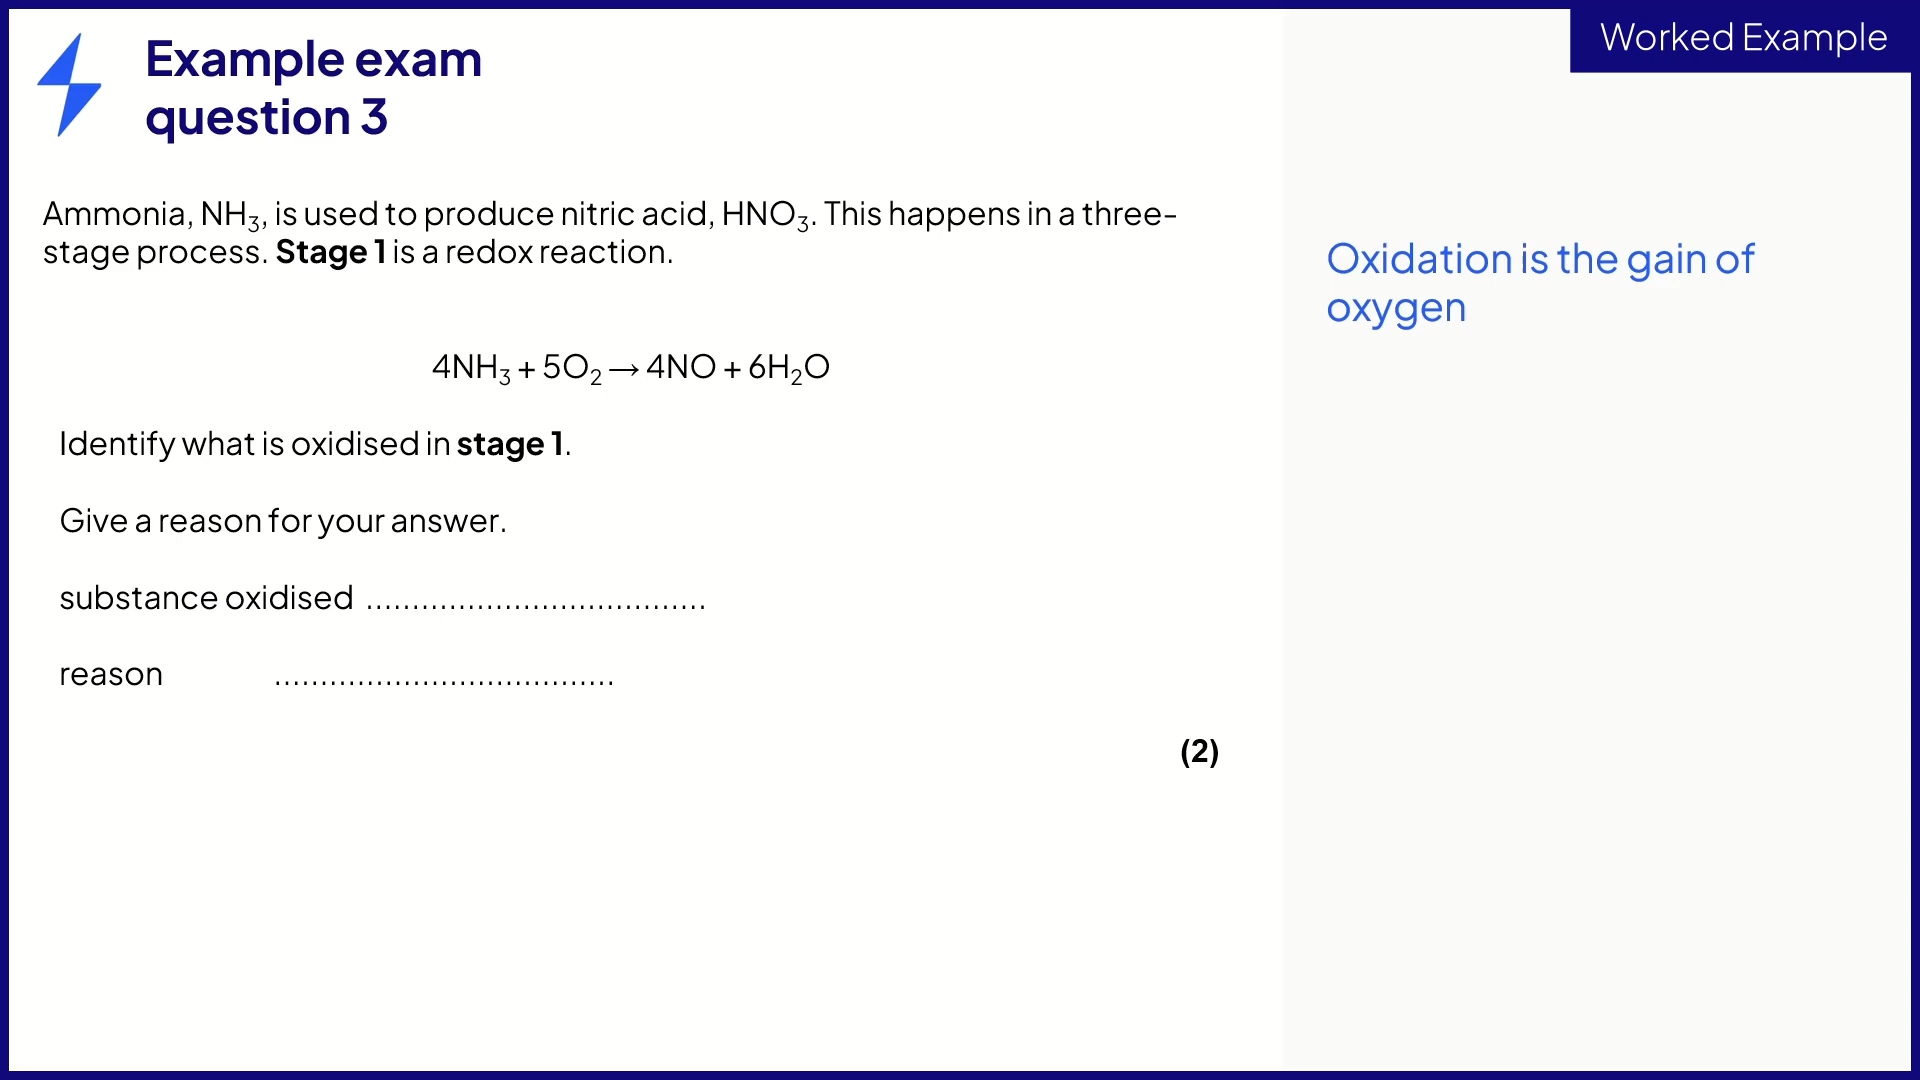 Worked Example
Example exam
question 3
Ammonia, NH₃, is used to produce nitric acid, HNO₃. This happens in a three-
stage process. Stage 1 is a redox reaction.
Oxidation is the gain of
oxygen
4NH₃ + 5O₂ → 4NO + 6H₂O
Identify what is oxidised in stage 1.
Give a reason for your answer.
substance oxidised .....................................
reason .....................................
(2)